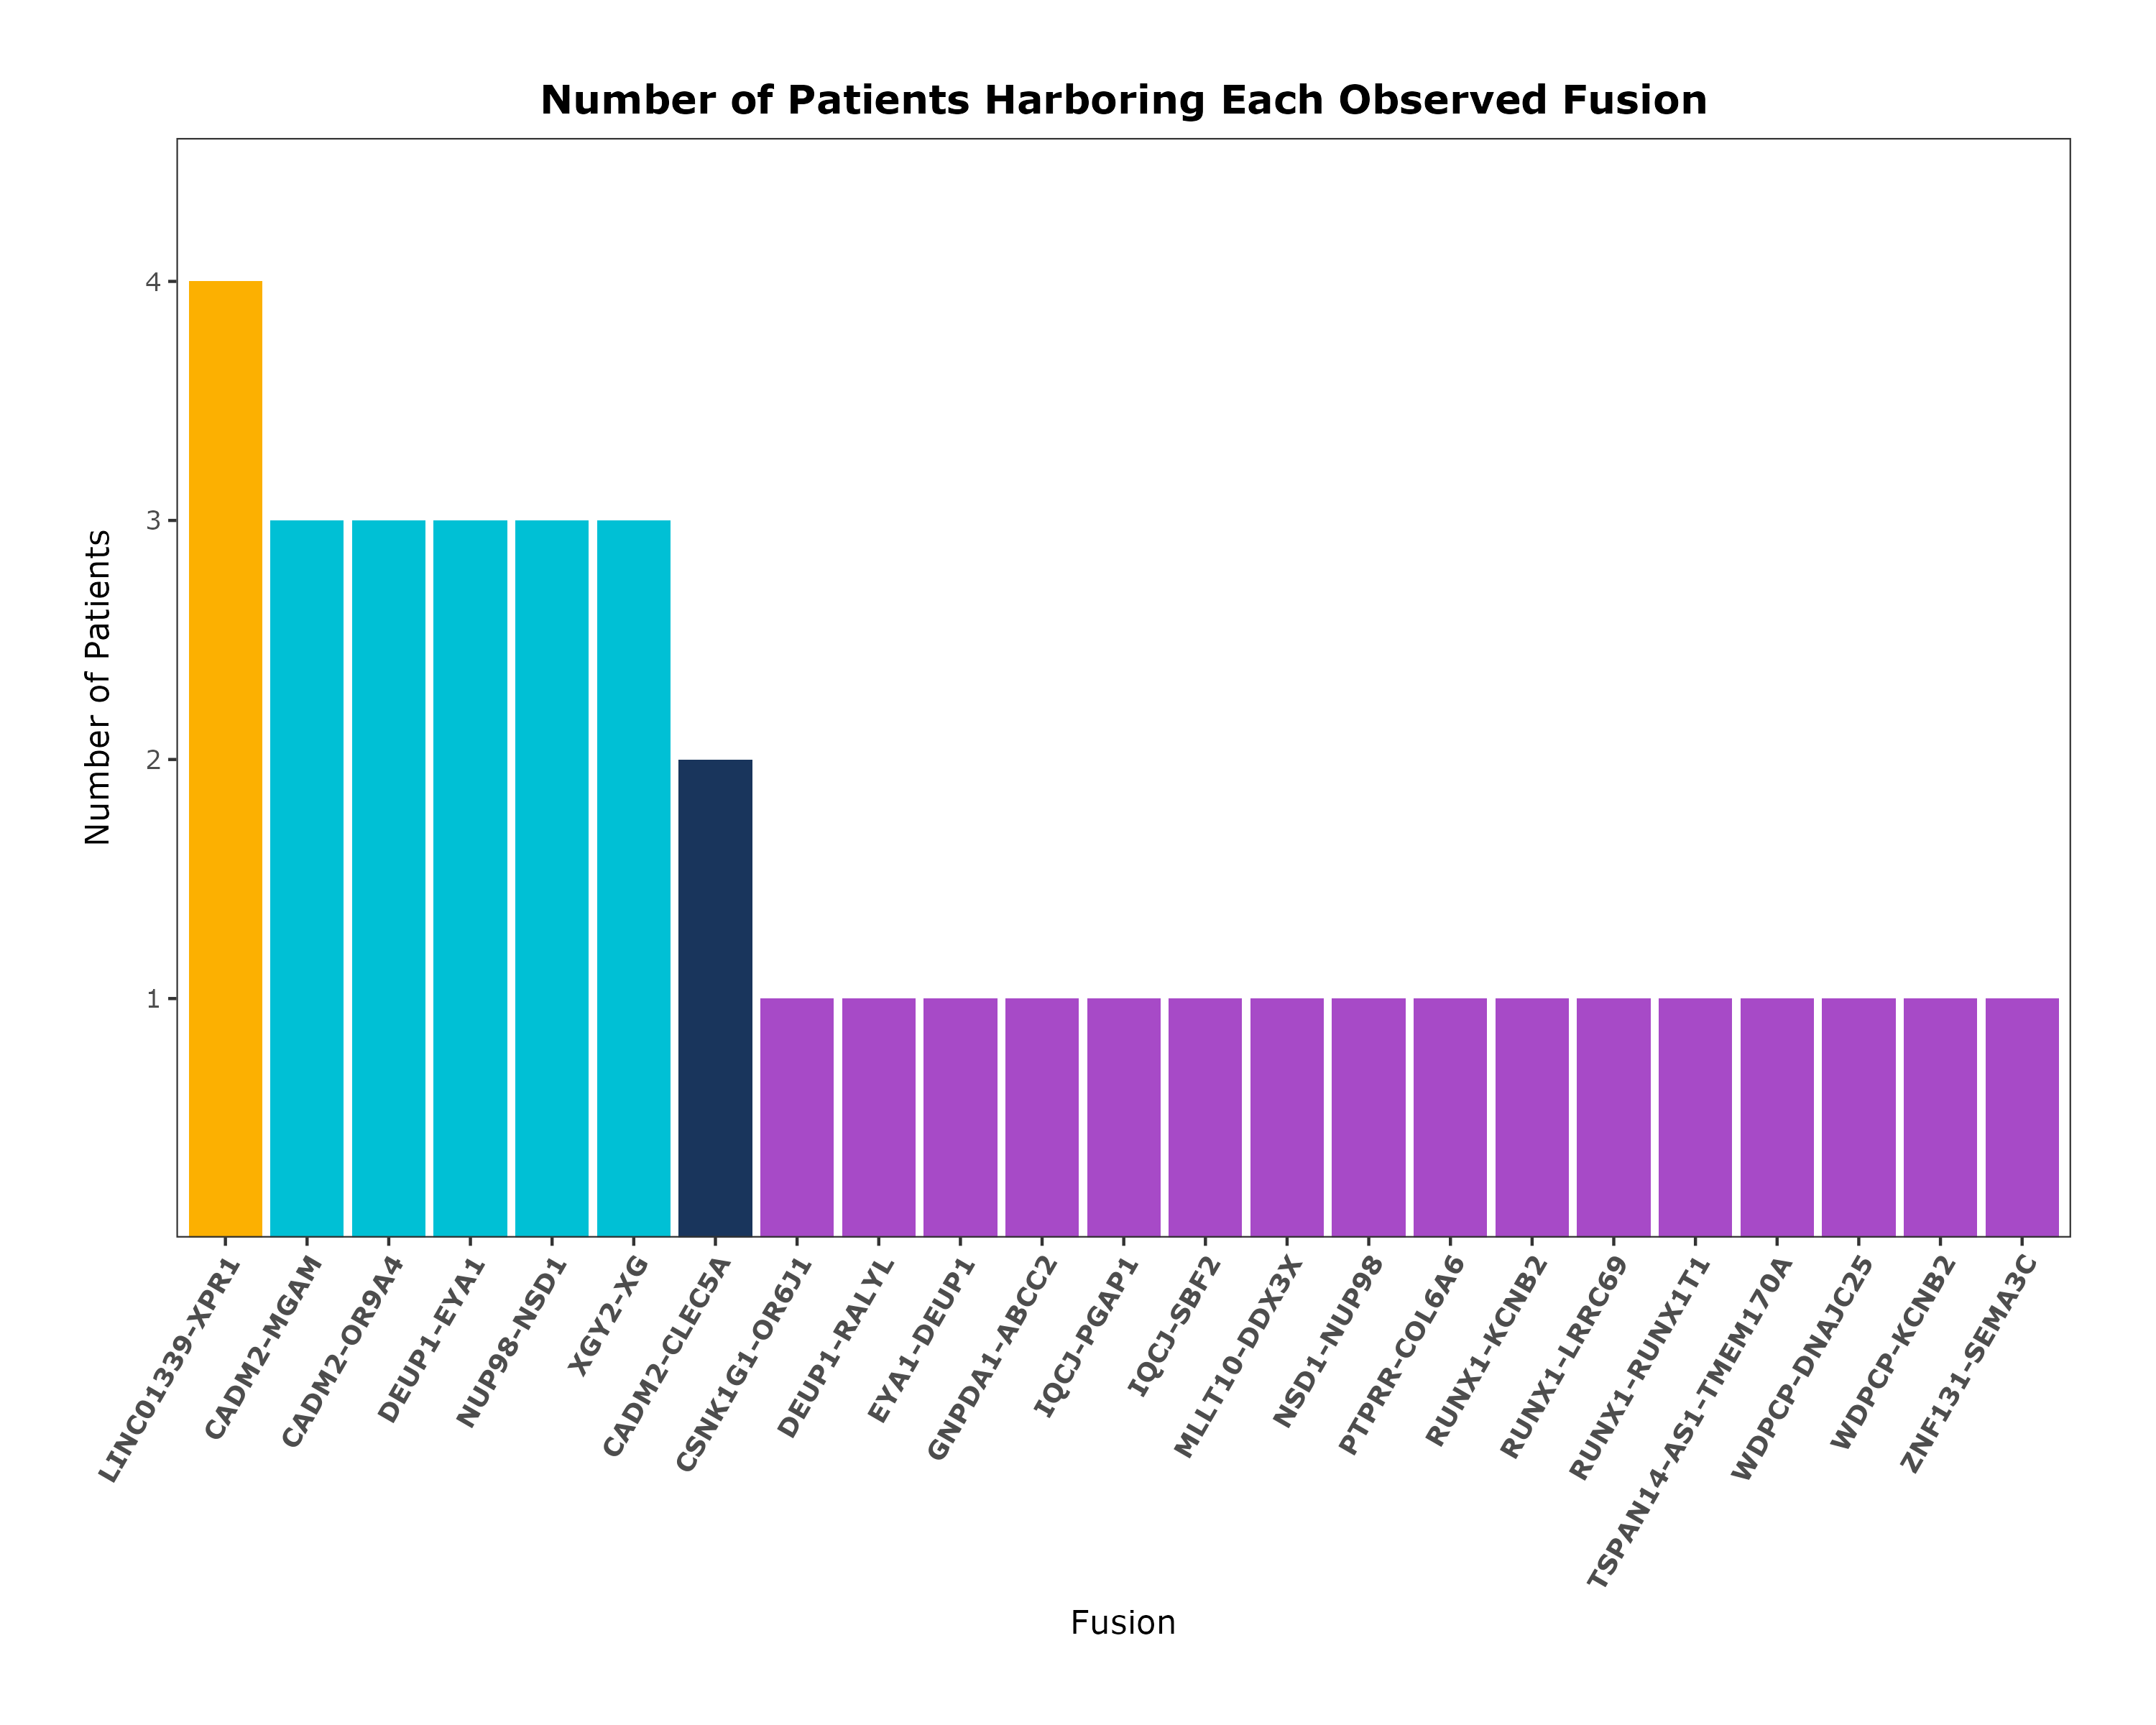 Number of Patients Harboring Each Observed Fusion
Number of Patients
4
3
2
1
LINC01339-XPR1
CADM2-MGAM
CADM2-OR9A4
DEUP1-EYA1
NUP98-NSD1
XGY2-XG
CADM2-CLEC5A
CSNK1G1-OR6J1
DEUP1-RALYL
EYA1-DEUP1
GNPDA1-ABCC2
IQCJ-PGAP1
IQCJ-SBF2
MLLT10-DDX3X
NSD1-NUP98
PTPRR-COL6A6
RUNX1-KCNB2
RUNX1-LRRC69
RUNX1-RUNX1T1
TSPAN14-AS1-TMEM170A
WDPCP-DNAJC25
WDPCP-KCNB2
ZNF131-SEMA3C
Fusion